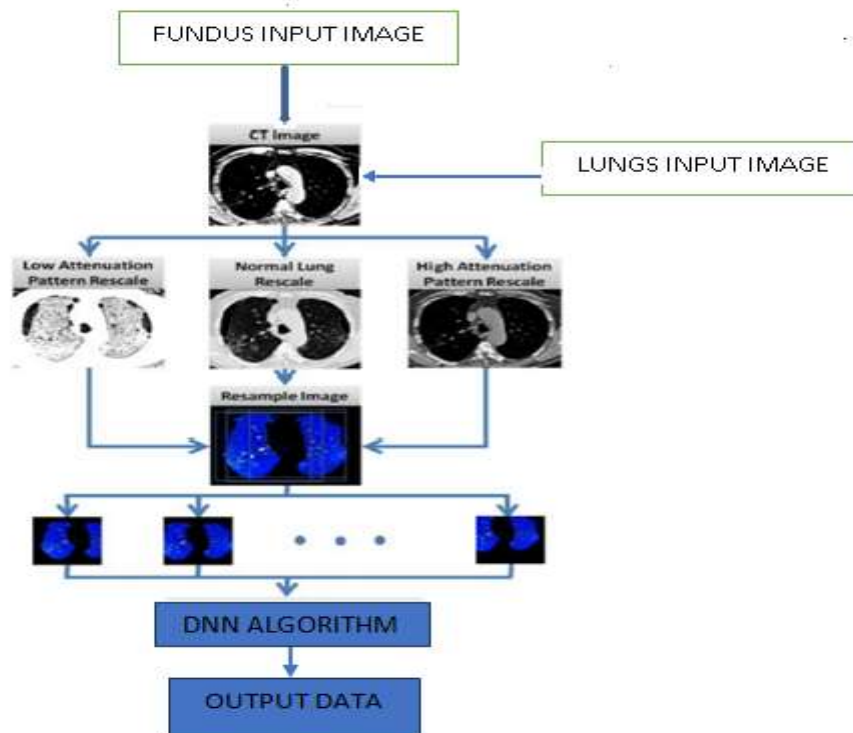 FUNDUS INPUT IMAGE
CT Image
LUNGS INPUT IMAGE
Low Attenuation
Pattern Rescale
Normal Lung
Rescale
High Attenuation
Pattern Rescale
Resample Image
DNN ALGORITHM
OUTPUT DATA